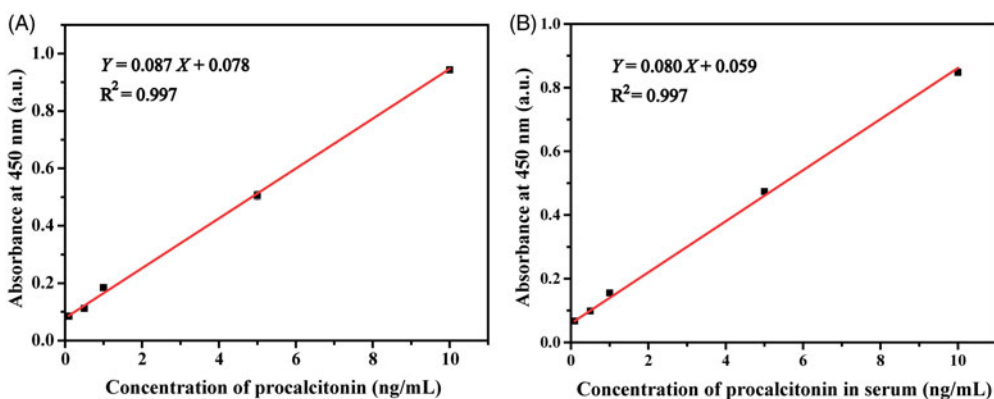 (A)
Y = 0.087 X + 0.078
R² = 0.997
Absorbance at 450 nm (a.u.)
1.0
0.8
0.6
0.4
0.2
0.0
0 2 4 6 8 10
Concentration of procalcitonin (ng/mL)
(B)
Y = 0.080 X + 0.059
R² = 0.997
Absorbance at 450 nm (a.u.)
1.0
0.8
0.6
0.4
0.2
0.0
0 2 4 6 8 10
Concentration of procalcitonin in serum (ng/mL)